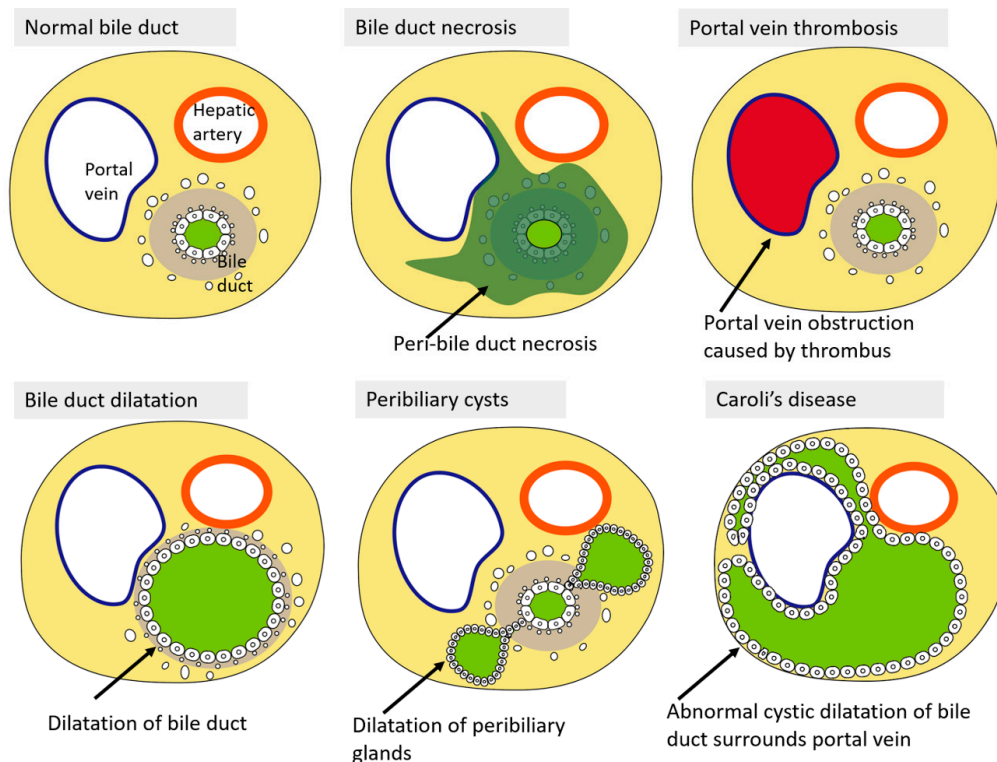 Normal bile duct
Hepatic
artery
Portal
vein
Bile
duct
Bile duct necrosis
Peri-bile duct necrosis
Portal vein thrombosis
Portal vein obstruction
caused by thrombus
Bile duct dilatation
Dilatation of bile duct
Peribiliary cysts
Dilatation of peribiliary
glands
Caroli's disease
Abnormal cystic dilatation of bile
duct surrounds portal vein